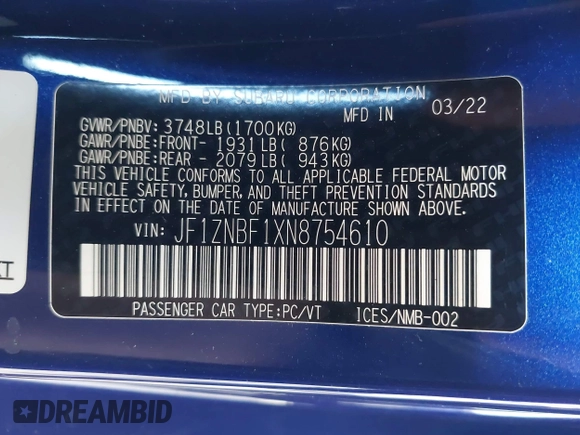 MFD BY SUBARU CORPORATION
MFD IN 03/22
GVWR/PNBV: 3748LB(1700KG)
GAWR/PNBE:FRONT- 1931LB( 876KG)
GAWR/PNBE:REAR - 2079LB( 943KG)
THIS VEHICLE CONFORMS TO ALL APPLICABLE FEDERAL MOTOR
VEHICLE SAFETY, BUMPER, AND THEFT PREVENTION STANDARDS
IN EFFECT ON THE DATE OF MANUFACTURE SHOWN ABOVE.
VIN: JF1ZNBF1XN8754610
PASSENGER CAR TYPE:PC/VT ICES/NMB-002
DREAMBID